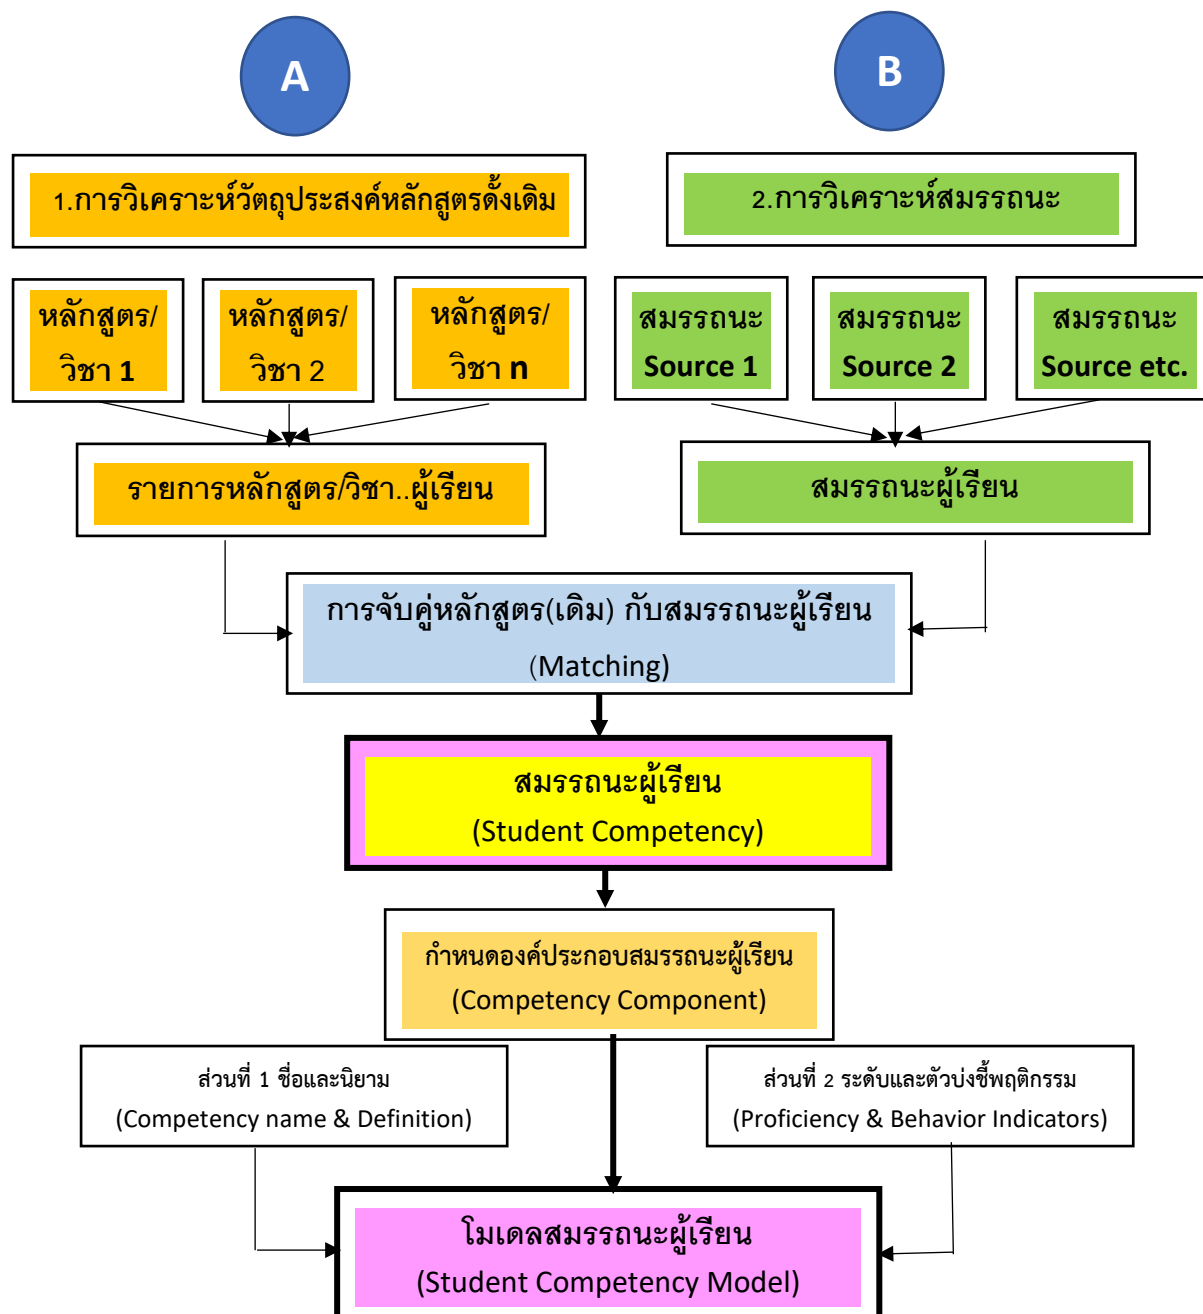 A
B
1.การวิเคราะห์วัตถุประสงค์หลักสูตรดั้งเดิม
2.การวิเคราะห์สมรรถนะ
หลักสูตร/
วิชา 1
หลักสูตร/
วิชา 2
หลักสูตร/
วิชา n
สมรรถนะ
Source 1
สมรรถนะ
Source 2
สมรรถนะ
Source etc.
รายการหลักสูตร/วิชา..ผู้เรียน
สมรรถนะผู้เรียน
การจับคู่หลักสูตร(เดิม) กับสมรรถนะผู้เรียน
(Matching)
สมรรถนะผู้เรียน
(Student Competency)
กำหนดองค์ประกอบสมรรถนะผู้เรียน
(Competency Component)
ส่วนที่ 1 ชื่อและนิยาม
(Competency name & Definition)
ส่วนที่ 2 ระดับและตัวบ่งชี้พฤติกรรม
(Proficiency & Behavior Indicators)
โมเดลสมรรถนะผู้เรียน
(Student Competency Model)